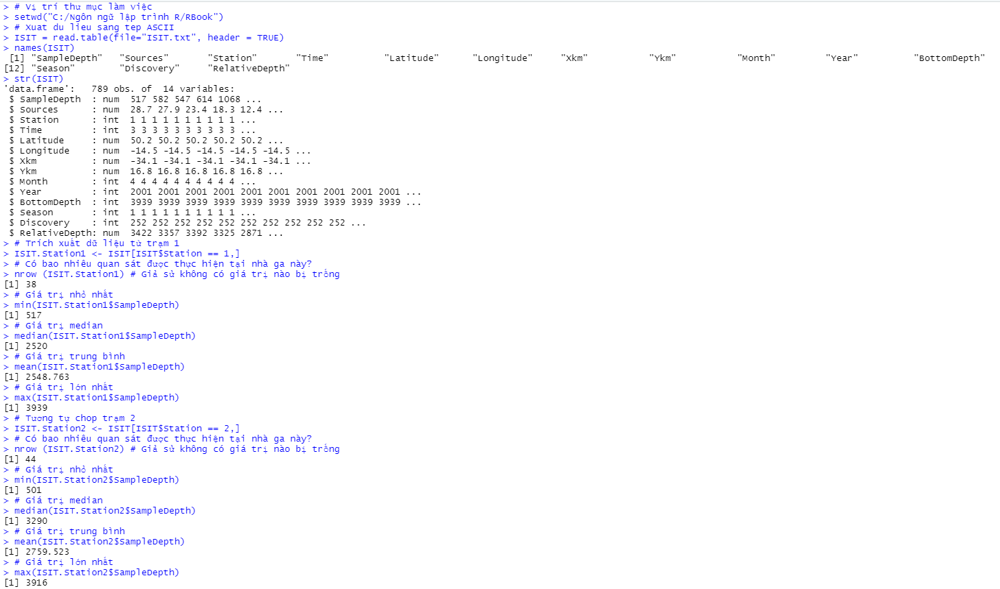 > # Vị trí thư mục làm việc
> setwd("C:/Ngôn ngữ lập trình R/RBook")
> # Xuat du lieu sang tep ASCII
> ISIT = read.table(file="ISIT.txt", header = TRUE)
> names(ISIT)
[1] "SampleDepth" "Sources" "Station" "Time" "Latitude" "Longitude" "Xkm" "Ykm" "Month" "Year" "BottomDepth"
[12] "Season" "Discovery" "RelativeDepth"
> str(ISIT)
'data.frame': 789 obs. of 14 variables:
$ SampleDepth : num 517 582 547 614 1068 ...
$ Sources : num 28.7 27.9 23.4 18.3 12.4 ...
$ Station : int 1 1 1 1 1 1 1 1 1 1 ...
$ Time : int 3 3 3 3 3 3 3 3 3 3 ...
$ Latitude : num 50.2 50.2 50.2 50.2 50.2 ...
$ Longitude : num -14.5 -14.5 -14.5 -14.5 -14.5 ...
$ Xkm : num -34.1 -34.1 -34.1 -34.1 -34.1 ...
$ Ykm : num 16.8 16.8 16.8 16.8 16.8 ...
$ Month : int 4 4 4 4 4 4 4 4 4 4 ...
$ Year : int 2001 2001 2001 2001 2001 2001 2001 2001 2001 2001 ...
$ BottomDepth : int 3939 3939 3939 3939 3939 3939 3939 3939 3939 3939 ...
$ Season : int 1 1 1 1 1 1 1 1 1 1 ...
$ Discovery : int 252 252 252 252 252 252 252 252 252 252 ...
$ RelativeDepth: num 3422 3357 3392 3325 2871 ...
> # Trích xuất dữ liệu từ trạm 1
> ISIT.Station1 <- ISIT[ISIT$Station == 1,]
> # Có bao nhiêu quan sát được thực hiện tại nhà ga này?
> nrow (ISIT.Station1) # Giả sử không có giá trị nào bị trống
[1] 38
> # Giá trị nhỏ nhất
> min(ISIT.Station1$SampleDepth)
[1] 517
> # Giá trị median
> median(ISIT.Station1$SampleDepth)
[1] 2520
> # Giá trị trung bình
> mean(ISIT.Station1$SampleDepth)
[1] 2548.763
> # Giá trị lớn nhất
> max(ISIT.Station1$SampleDepth)
[1] 3939
> # Tương tự chop trạm 2
> ISIT.Station2 <- ISIT[ISIT$Station == 2,]
> # Có bao nhiêu quan sát được thực hiện tại nhà ga này?
> nrow (ISIT.Station2) # Giả sử không có giá trị nào bị trống
[1] 44
> # Giá trị nhỏ nhất
> min(ISIT.Station2$SampleDepth)
[1] 501
> # Giá trị median
> median(ISIT.Station2$SampleDepth)
[1] 3290
> # Giá trị trung bình
> mean(ISIT.Station2$SampleDepth)
[1] 2759.523
> # Giá trị lớn nhất
> max(ISIT.Station2$SampleDepth)
[1] 3916